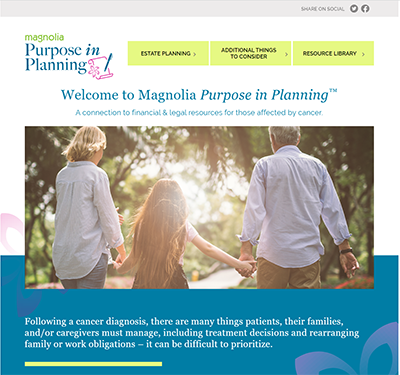 SHARE ON SOCIAL
magnolia
Purpose in
Planning
ESTATE PLANNING >
ADDITIONAL THINGS
TO CONSIDER >
RESOURCE LIBRARY >
Welcome to Magnolia Purpose in Planning™
A connection to financial & legal resources for those affected by cancer.
Following a cancer diagnosis, there are many things patients, their families,
and/or caregivers must manage, including treatment decisions and rearranging
family or work obligations – it can be difficult to prioritize.